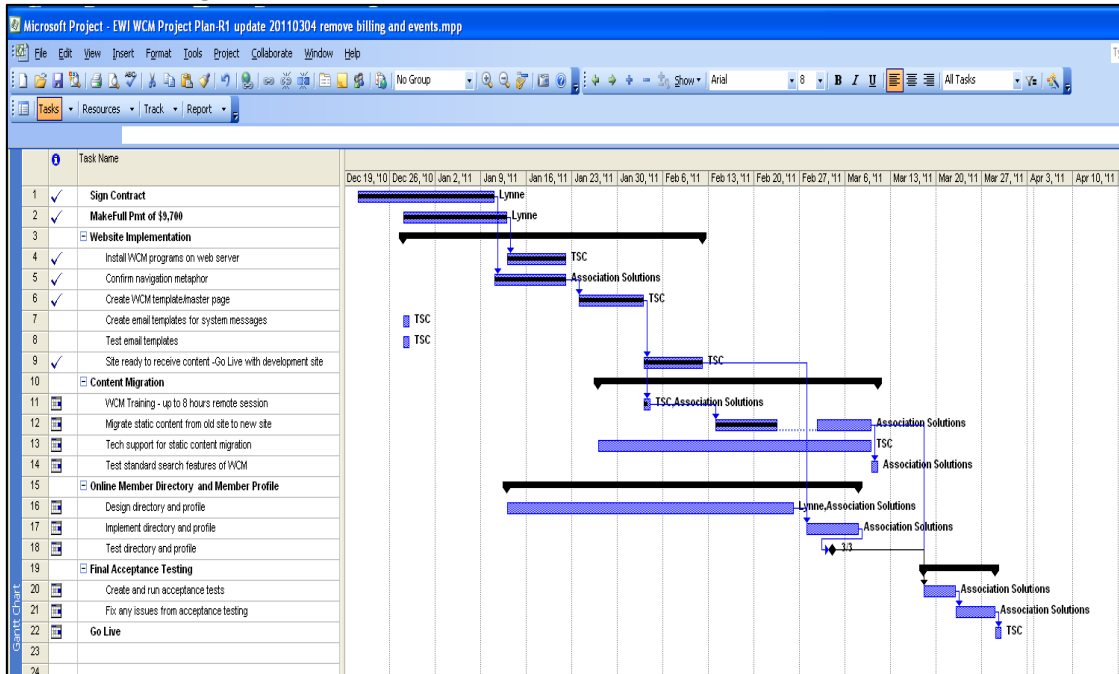 Microsoft Project - EWI WCM Project Plan-R1 update 20110304 remove billing and events.mpp
File Edit View Insert Format Tools Project Collaborate Window Help
No Group Show Arial 8 B I U All Tasks
Tasks Resources Track Report
Task Name
Dec 19, '10 Dec 26, '10 Jan 2, '11 Jan 9, '11 Jan 16, '11 Jan 23, '11 Jan 30, '11 Feb 6, '11 Feb 13, '11 Feb 20, '11 Feb 27, '11 Mar 6, '11 Mar 13, '11 Mar 20, '11 Mar 27, '11 Apr 3, '11 Apr 10, '11
1 Sign Contract Lynne
2 MakeFull Pmt of $9,700 Lynne
3 Website Implementation
4 Install WCM programs on web server TSC
5 Confirm navigation metaphor Association Solutions
6 Create WCM template/master page TSC
7 Create email templates for system messages TSC
8 Test email templates TSC
9 Site ready to receive content -Go Live with development site TSC
10 Content Migration
11 WCM Training - up to 8 hours remote session TSC,Association Solutions
12 Migrate static content from old site to new site Association Solutions
13 Tech support for static content migration TSC
14 Test standard search features of WCM Association Solutions
15 Online Member Directory and Member Profile
16 Design directory and profile Lynne,Association Solutions
17 Implement directory and profile Association Solutions
18 Test directory and profile 3/3
19 Final Acceptance Testing
20 Create and run acceptance tests Association Solutions
21 Fix any issues from acceptance testing Association Solutions
22 Go Live TSC
23
24
Gantt Chart